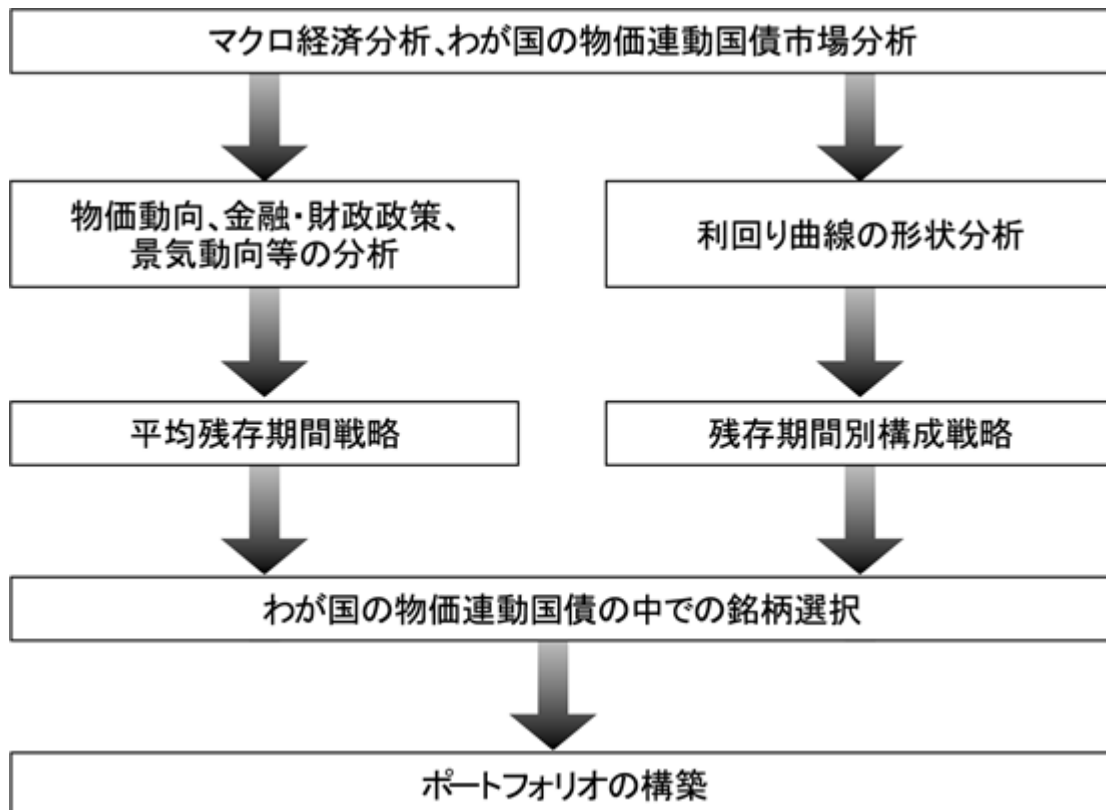 マクロ経済分析、わが国の物価連動国債市場分析
物価動向、金融・財政政策、
景気動向等の分析
利回り曲線の形状分析
平均残存期間戦略
残存期間別構成戦略
わが国の物価連動国債の中での銘柄選択
ポートフォリオの構築